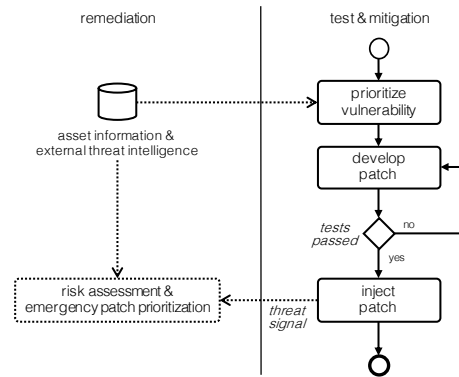 remediation
test & mitigation
prioritize
vulnerability
asset information &
external threat intelligence
develop
patch
tests
passed
no
yes
risk assessment &
emergency patch prioritization
threat
signal
inject
patch